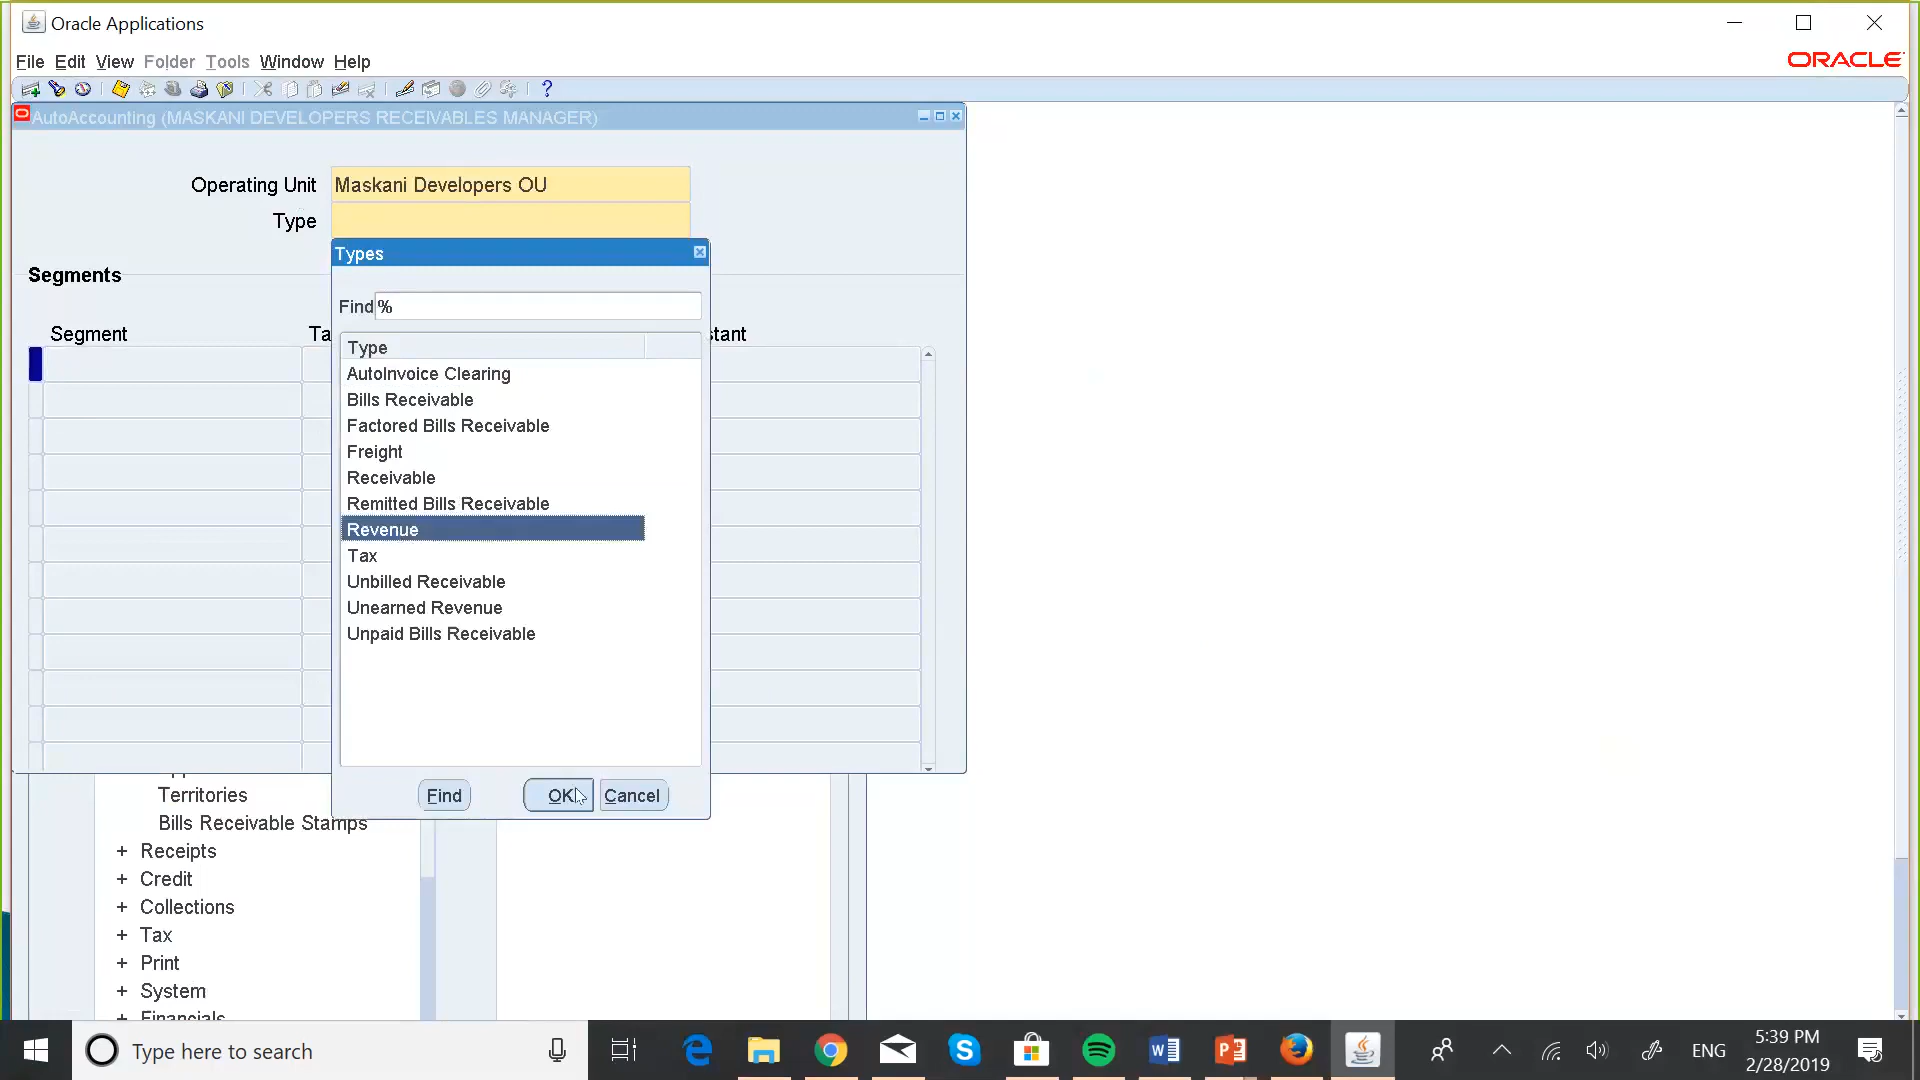 Oracle Applications
File Edit View Folder Tools Window Help
ORACLE
AutoAccounting (MASKANI DEVELOPERS RECEIVABLES MANAGER)
Operating Unit Maskani Developers OU
Type
Types
Segments
Find %
Segment Ta stant
Type
AutoInvoice Clearing
Bills Receivable
Factored Bills Receivable
Freight
Receivable
Remitted Bills Receivable
Revenue
Tax
Unbilled Receivable
Unearned Revenue
Unpaid Bills Receivable
Find OK Cancel
Territories
Bills Receivable Stamps
+ Receipts
+ Credit
+ Collections
+ Tax
+ Print
+ System
+ Financials
Type here to search
ENG
5:39 PM
2/28/2019